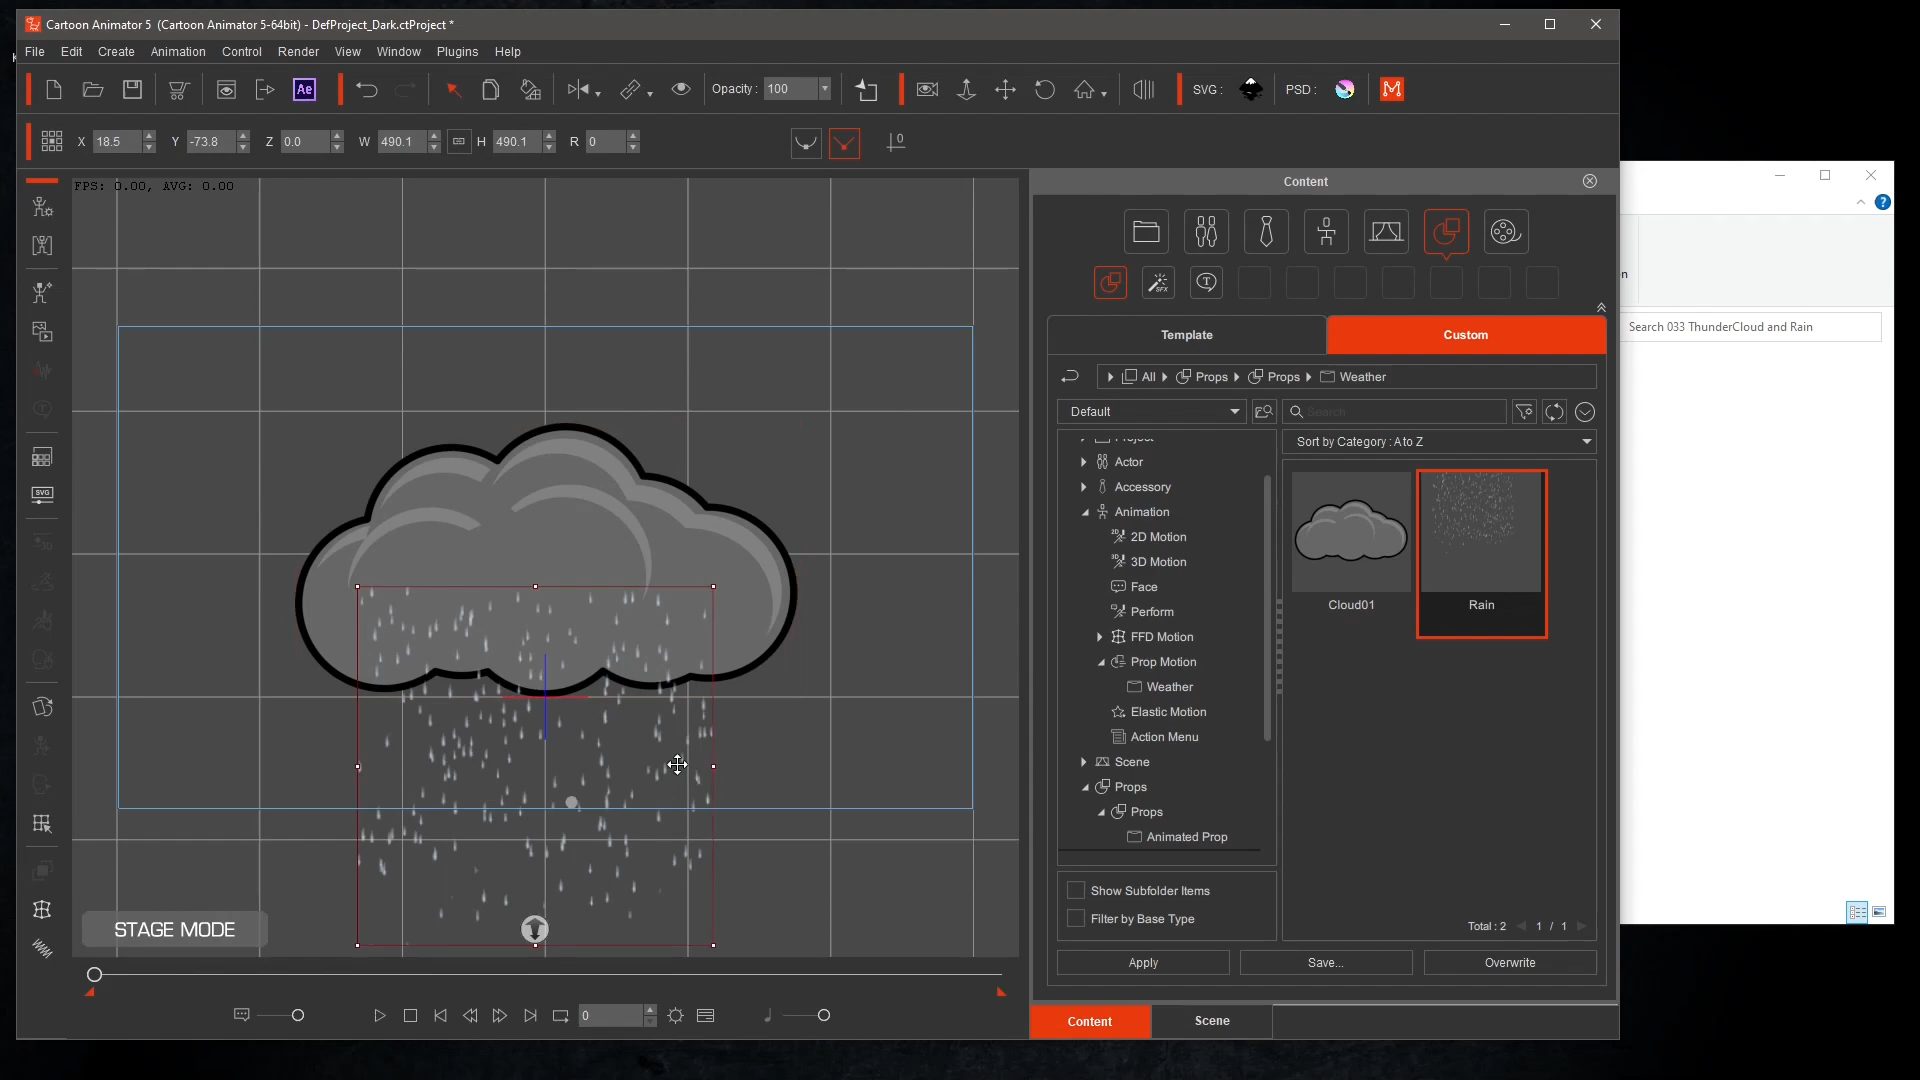 Cartoon Animator 5 (Cartoon Animator 5-64bit) - DefProject_Dark.ctProject *
File Edit Create Animation Control Render View Window Plugins Help
Ae Opacity : 100 SVG : PSD :
X 18.5 Y -73.8 Z 0.0 W 490.1 H 490.1 R 0 0
FPS: 0.00, AVG: 0.00
Content
SFX T
Template Custom
All Props Props Weather
Search 033 ThunderCloud and Rain
Default Search
Sort by Category : A to Z
Actor
Accessory
Animation
2D Motion
3D Motion
Face
Perform
FFD Motion
Prop Motion
Weather
Elastic Motion
Action Menu
Scene
Props
Props
Animated Prop
Cloud01 Rain
SVG
Show Subfolder Items
Filter by Base Type
Total : 2 1 / 1
STAGE MODE
Apply Save... Overwrite
0
Content Scene